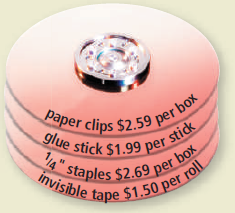 paper clips $2.59 per box
glue stick $1.99 per stick
1/4" staples $2.69 per box
invisible tape $1.50 per roll